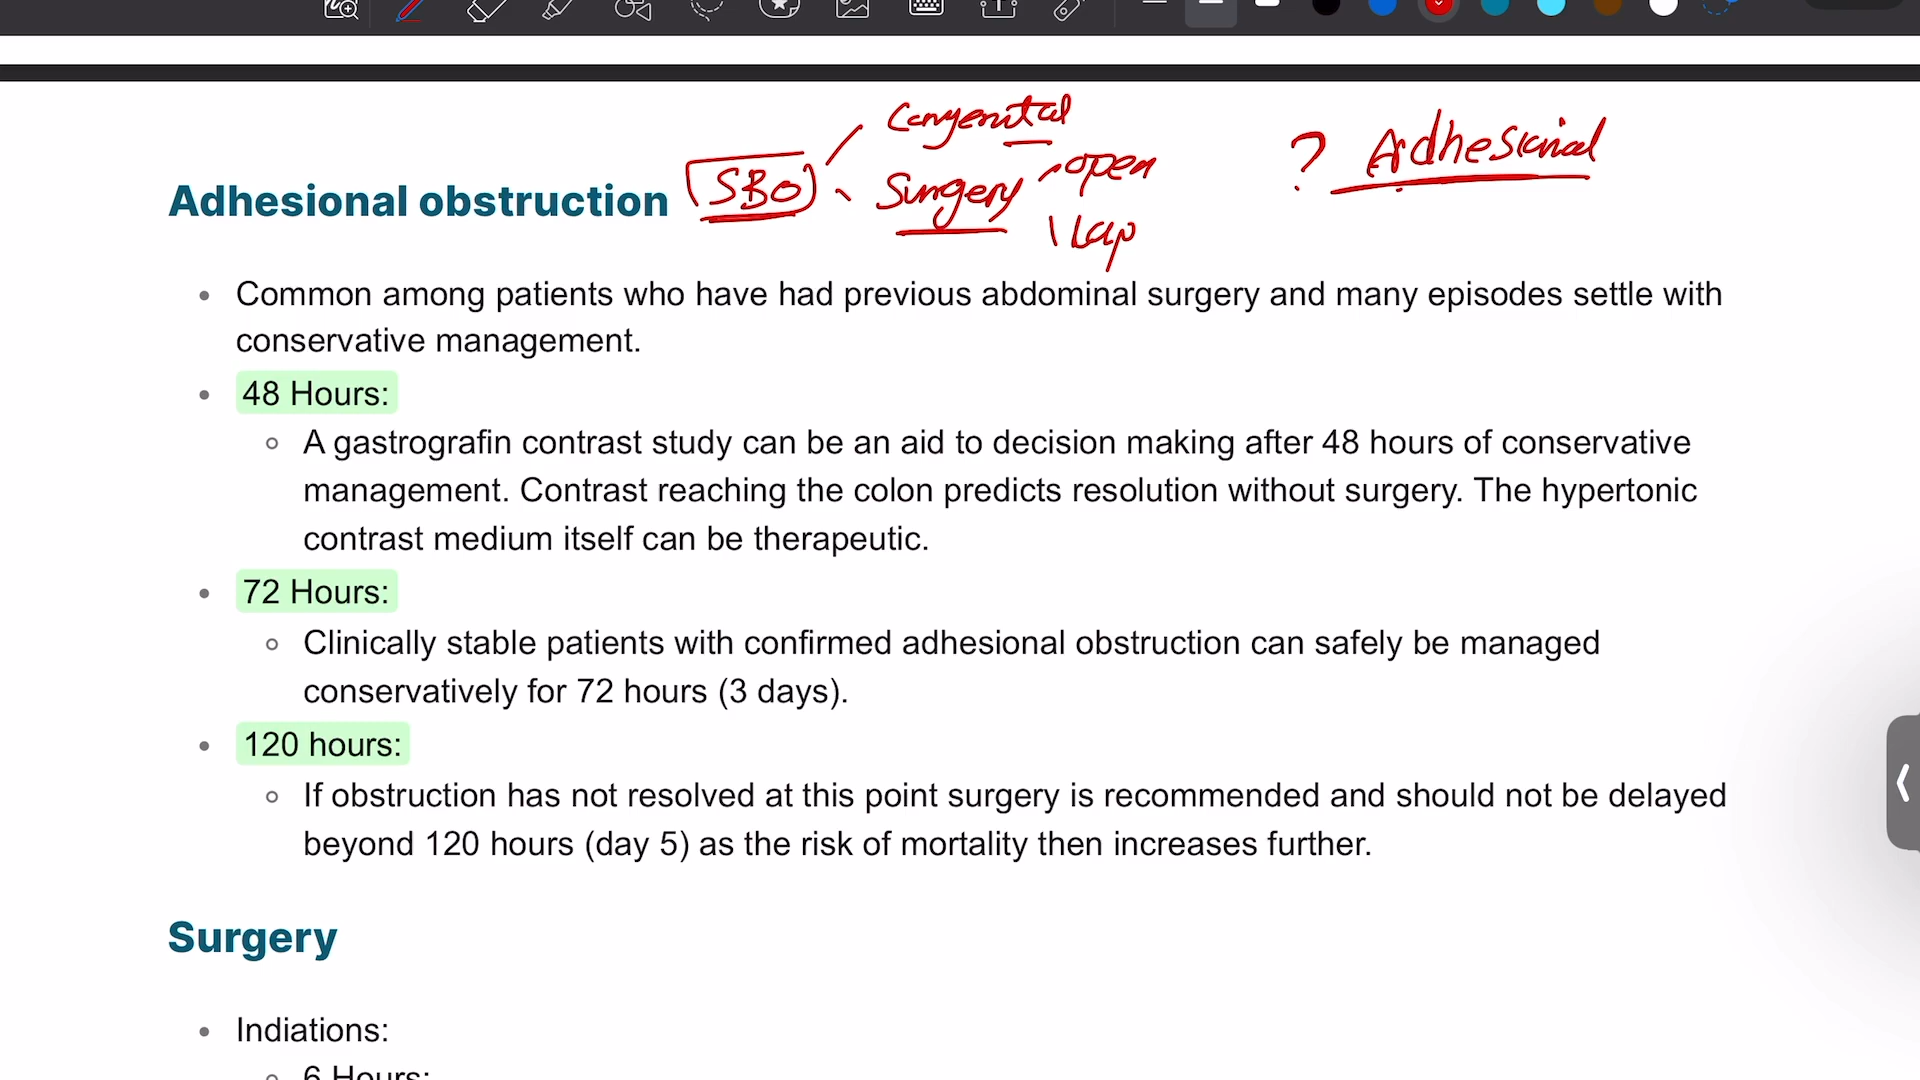 Congenital
? Adhesional
SBO
open
Surgery
Lap
Adhesional obstruction
Common among patients who have had previous abdominal surgery and many episodes settle with
conservative management.
48 Hours:
A gastrografin contrast study can be an aid to decision making after 48 hours of conservative
management. Contrast reaching the colon predicts resolution without surgery. The hypertonic
contrast medium itself can be therapeutic.
72 Hours:
Clinically stable patients with confirmed adhesional obstruction can safely be managed
conservatively for 72 hours (3 days).
120 hours:
If obstruction has not resolved at this point surgery is recommended and should not be delayed
beyond 120 hours (day 5) as the risk of mortality then increases further.
Surgery
Indiations:
6 Hours: